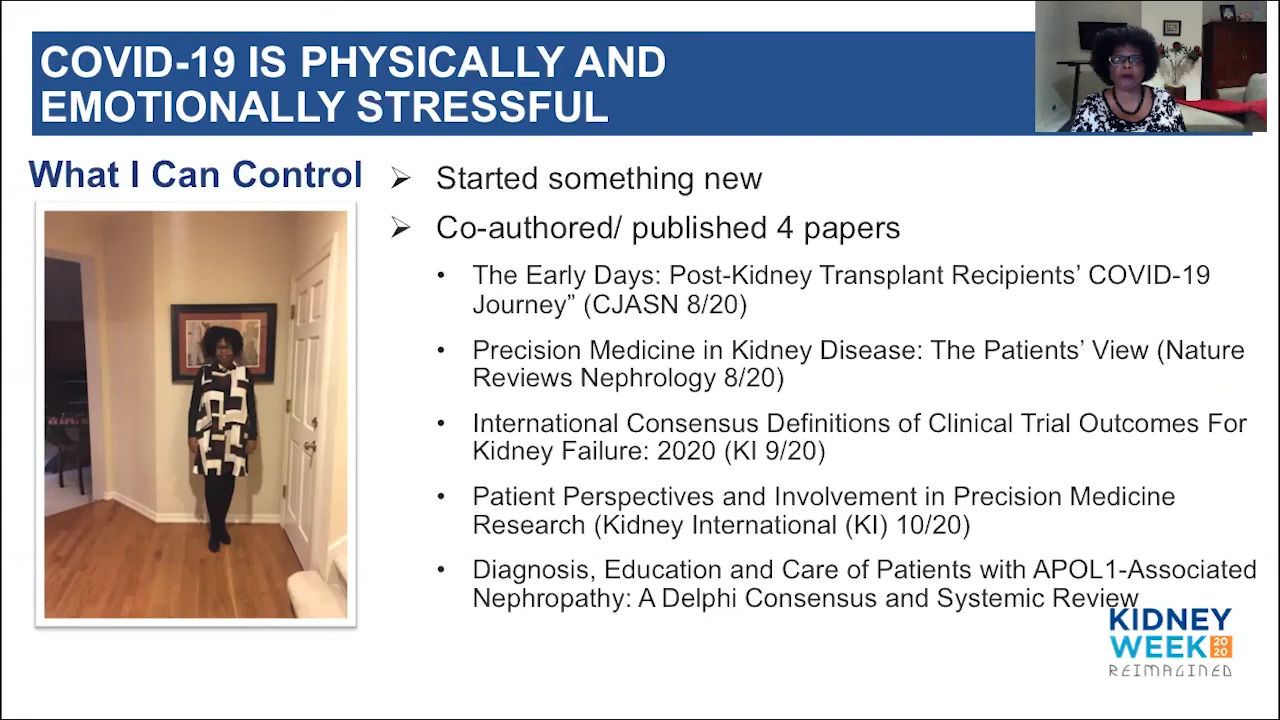 COVID-19 IS PHYSICALLY AND
EMOTIONALLY STRESSFUL
What I Can Control
➢ Started something new
➢ Co-authored/ published 4 papers
• The Early Days: Post-Kidney Transplant Recipients’ COVID-19
Journey” (CJASN 8/20)
• Precision Medicine in Kidney Disease: The Patients’ View (Nature
Reviews Nephrology 8/20)
• International Consensus Definitions of Clinical Trial Outcomes For
Kidney Failure: 2020 (KI 9/20)
• Patient Perspectives and Involvement in Precision Medicine
Research (Kidney International (KI) 10/20)
• Diagnosis, Education and Care of Patients with APOL1-Associated
Nephropathy: A Delphi Consensus and Systemic Review
KIDNEY
WEEK 20
20
REIMAGINED